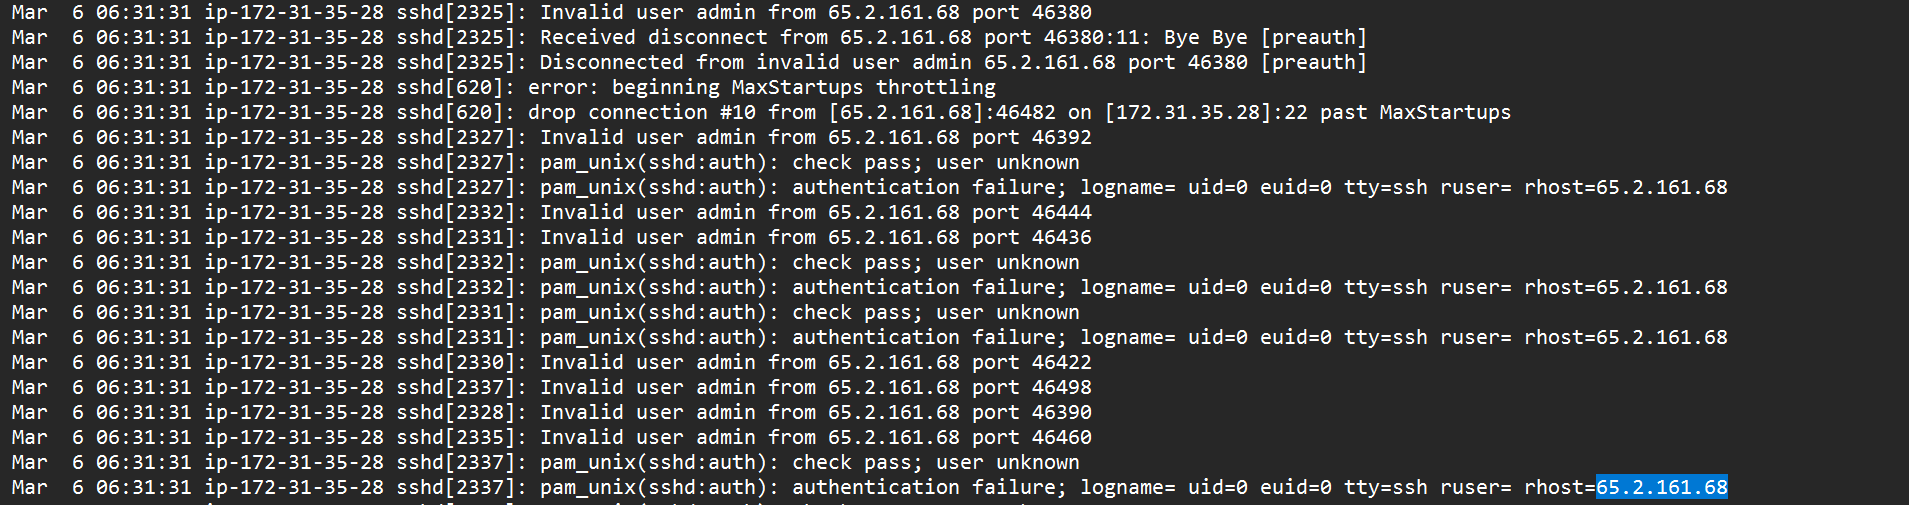 Mar  6 06:31:31 ip-172-31-35-28 sshd[2325]: Invalid user admin from 65.2.161.68 port 46380
Mar  6 06:31:31 ip-172-31-35-28 sshd[2325]: Received disconnect from 65.2.161.68 port 46380:11: Bye Bye [preauth]
Mar  6 06:31:31 ip-172-31-35-28 sshd[2325]: Disconnected from invalid user admin 65.2.161.68 port 46380 [preauth]
Mar  6 06:31:31 ip-172-31-35-28 sshd[620]: error: beginning MaxStartups throttling
Mar  6 06:31:31 ip-172-31-35-28 sshd[620]: drop connection #10 from [65.2.161.68]:46482 on [172.31.35.28]:22 past MaxStartups
Mar  6 06:31:31 ip-172-31-35-28 sshd[2327]: Invalid user admin from 65.2.161.68 port 46392
Mar  6 06:31:31 ip-172-31-35-28 sshd[2327]: pam_unix(sshd:auth): check pass; user unknown
Mar  6 06:31:31 ip-172-31-35-28 sshd[2327]: pam_unix(sshd:auth): authentication failure; logname= uid=0 euid=0 tty=ssh ruser= rhost=65.2.161.68
Mar  6 06:31:31 ip-172-31-35-28 sshd[2332]: Invalid user admin from 65.2.161.68 port 46444
Mar  6 06:31:31 ip-172-31-35-28 sshd[2331]: Invalid user admin from 65.2.161.68 port 46436
Mar  6 06:31:31 ip-172-31-35-28 sshd[2332]: pam_unix(sshd:auth): check pass; user unknown
Mar  6 06:31:31 ip-172-31-35-28 sshd[2332]: pam_unix(sshd:auth): authentication failure; logname= uid=0 euid=0 tty=ssh ruser= rhost=65.2.161.68
Mar  6 06:31:31 ip-172-31-35-28 sshd[2331]: pam_unix(sshd:auth): check pass; user unknown
Mar  6 06:31:31 ip-172-31-35-28 sshd[2331]: pam_unix(sshd:auth): authentication failure; logname= uid=0 euid=0 tty=ssh ruser= rhost=65.2.161.68
Mar  6 06:31:31 ip-172-31-35-28 sshd[2330]: Invalid user admin from 65.2.161.68 port 46422
Mar  6 06:31:31 ip-172-31-35-28 sshd[2337]: Invalid user admin from 65.2.161.68 port 46498
Mar  6 06:31:31 ip-172-31-35-28 sshd[2328]: Invalid user admin from 65.2.161.68 port 46390
Mar  6 06:31:31 ip-172-31-35-28 sshd[2335]: Invalid user admin from 65.2.161.68 port 46460
Mar  6 06:31:31 ip-172-31-35-28 sshd[2337]: pam_unix(sshd:auth): check pass; user unknown
Mar  6 06:31:31 ip-172-31-35-28 sshd[2337]: pam_unix(sshd:auth): authentication failure; logname= uid=0 euid=0 tty=ssh ruser= rhost=65.2.161.68